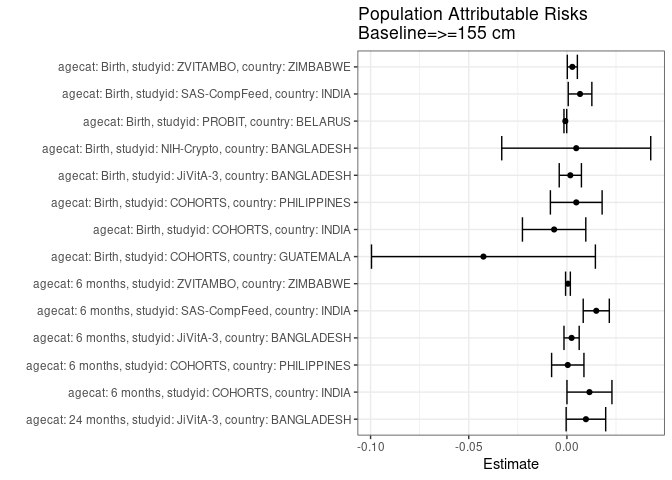 Population Attributable Risks
Baseline=>=155 cm
agecat: Birth, studyid: ZVITAMBO, country: ZIMBABWE
agecat: Birth, studyid: SAS-CompFeed, country: INDIA
agecat: Birth, studyid: PROBIT, country: BELARUS
agecat: Birth, studyid: NIH-Crypto, country: BANGLADESH
agecat: Birth, studyid: JiVitA-3, country: BANGLADESH
agecat: Birth, studyid: COHORTS, country: PHILIPPINES
agecat: Birth, studyid: COHORTS, country: INDIA
agecat: Birth, studyid: COHORTS, country: GUATEMALA
agecat: 6 months, studyid: ZVITAMBO, country: ZIMBABWE
agecat: 6 months, studyid: SAS-CompFeed, country: INDIA
agecat: 6 months, studyid: JiVitA-3, country: BANGLADESH
agecat: 6 months, studyid: COHORTS, country: PHILIPPINES
agecat: 6 months, studyid: COHORTS, country: INDIA
agecat: 24 months, studyid: JiVitA-3, country: BANGLADESH
-0.10 -0.05 0.00
Estimate